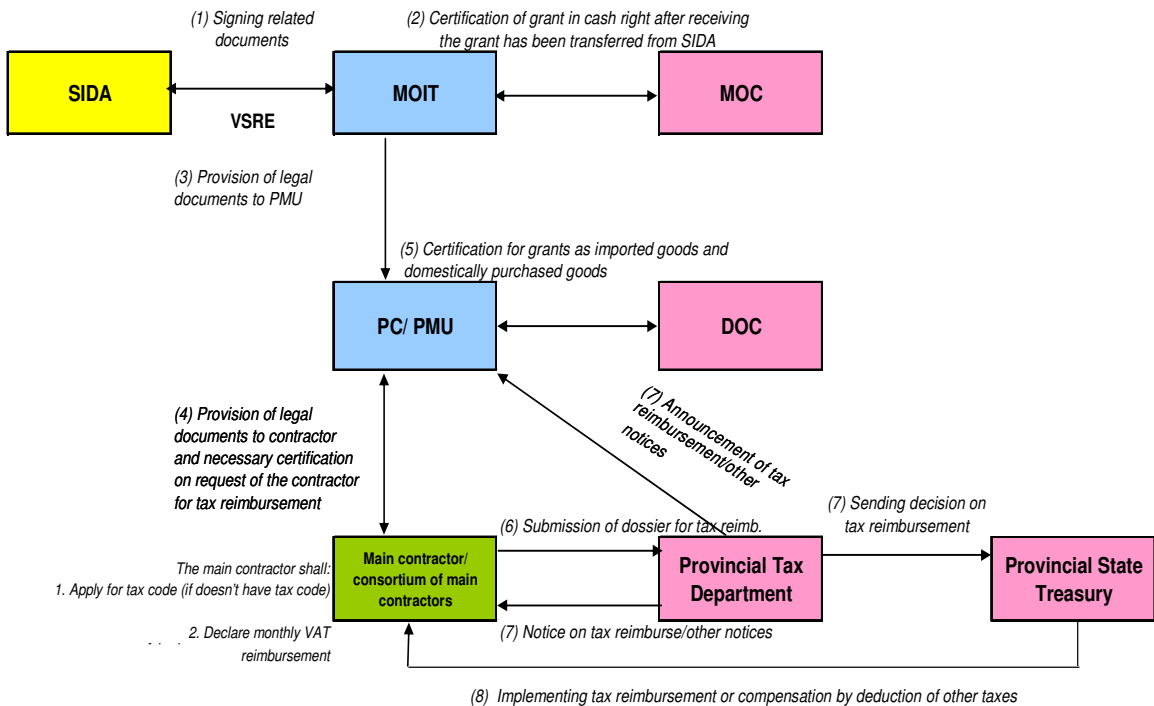 (1) Signing related
documents
(2) Certification of grant in cash right after receiving
the grant has been transferred from SIDA
SIDA
VSRE
MOIT
MOC
(3) Provision of legal
documents to PMU
(5) Certification for grants as imported goods and
domestically purchased goods
PC/ PMU
DOC
(4) Provision of legal
documents to contractor
and necessary certification
on request of the contractor
for tax reimbursement
(7) Announcement of tax
reimbursement/other
notices
(7) Sending decision on
tax reimbursement
(6) Submission of dossier for tax reimb.
The main contractor shall:
1. Apply for tax code (if doesn't have tax code)
2. Declare monthly VAT
reimbursement
Main contractor/
consortium of main
contractors
Provincial Tax
Department
Provincial State
Treasury
(7) Notice on tax reimburse/other notices
(8) Implementing tax reimbursement or compensation by deduction of other taxes